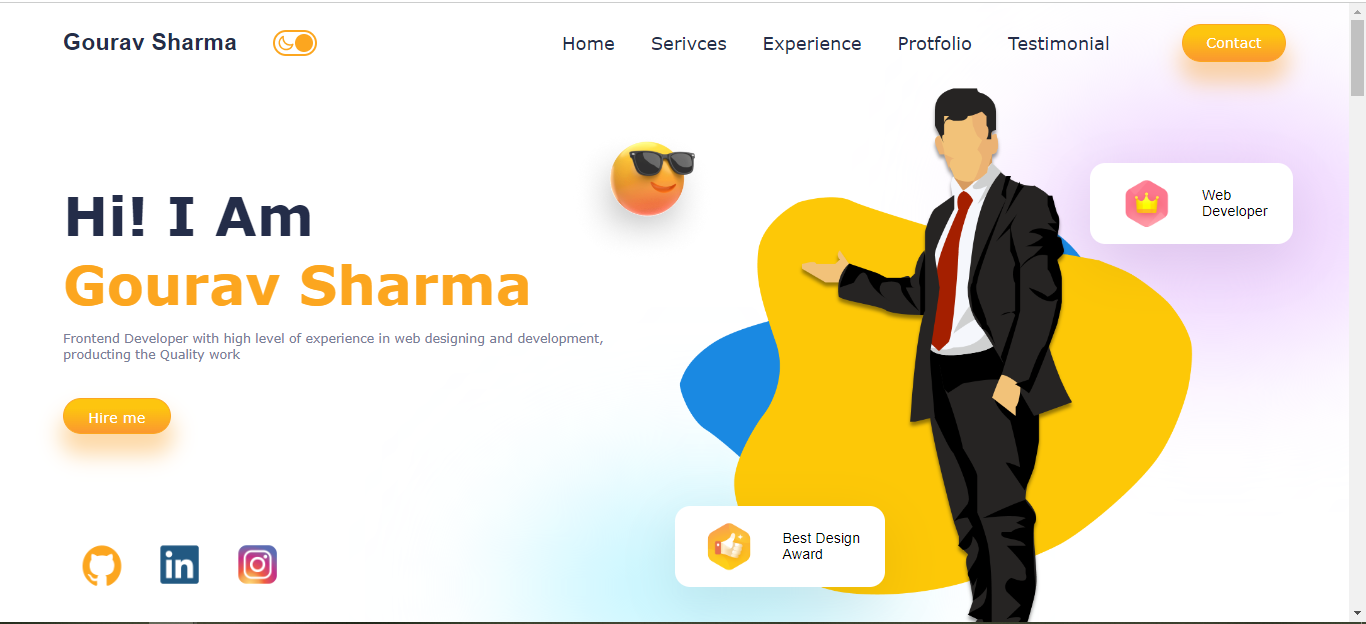 Gourav Sharma
Home Serivces Experience Protfolio Testimonial Contact
Hi! I Am
Gourav Sharma
Frontend Developer with high level of experience in web designing and development,
producting the Quality work
Hire me
Web
Developer
Best Design
Award
in